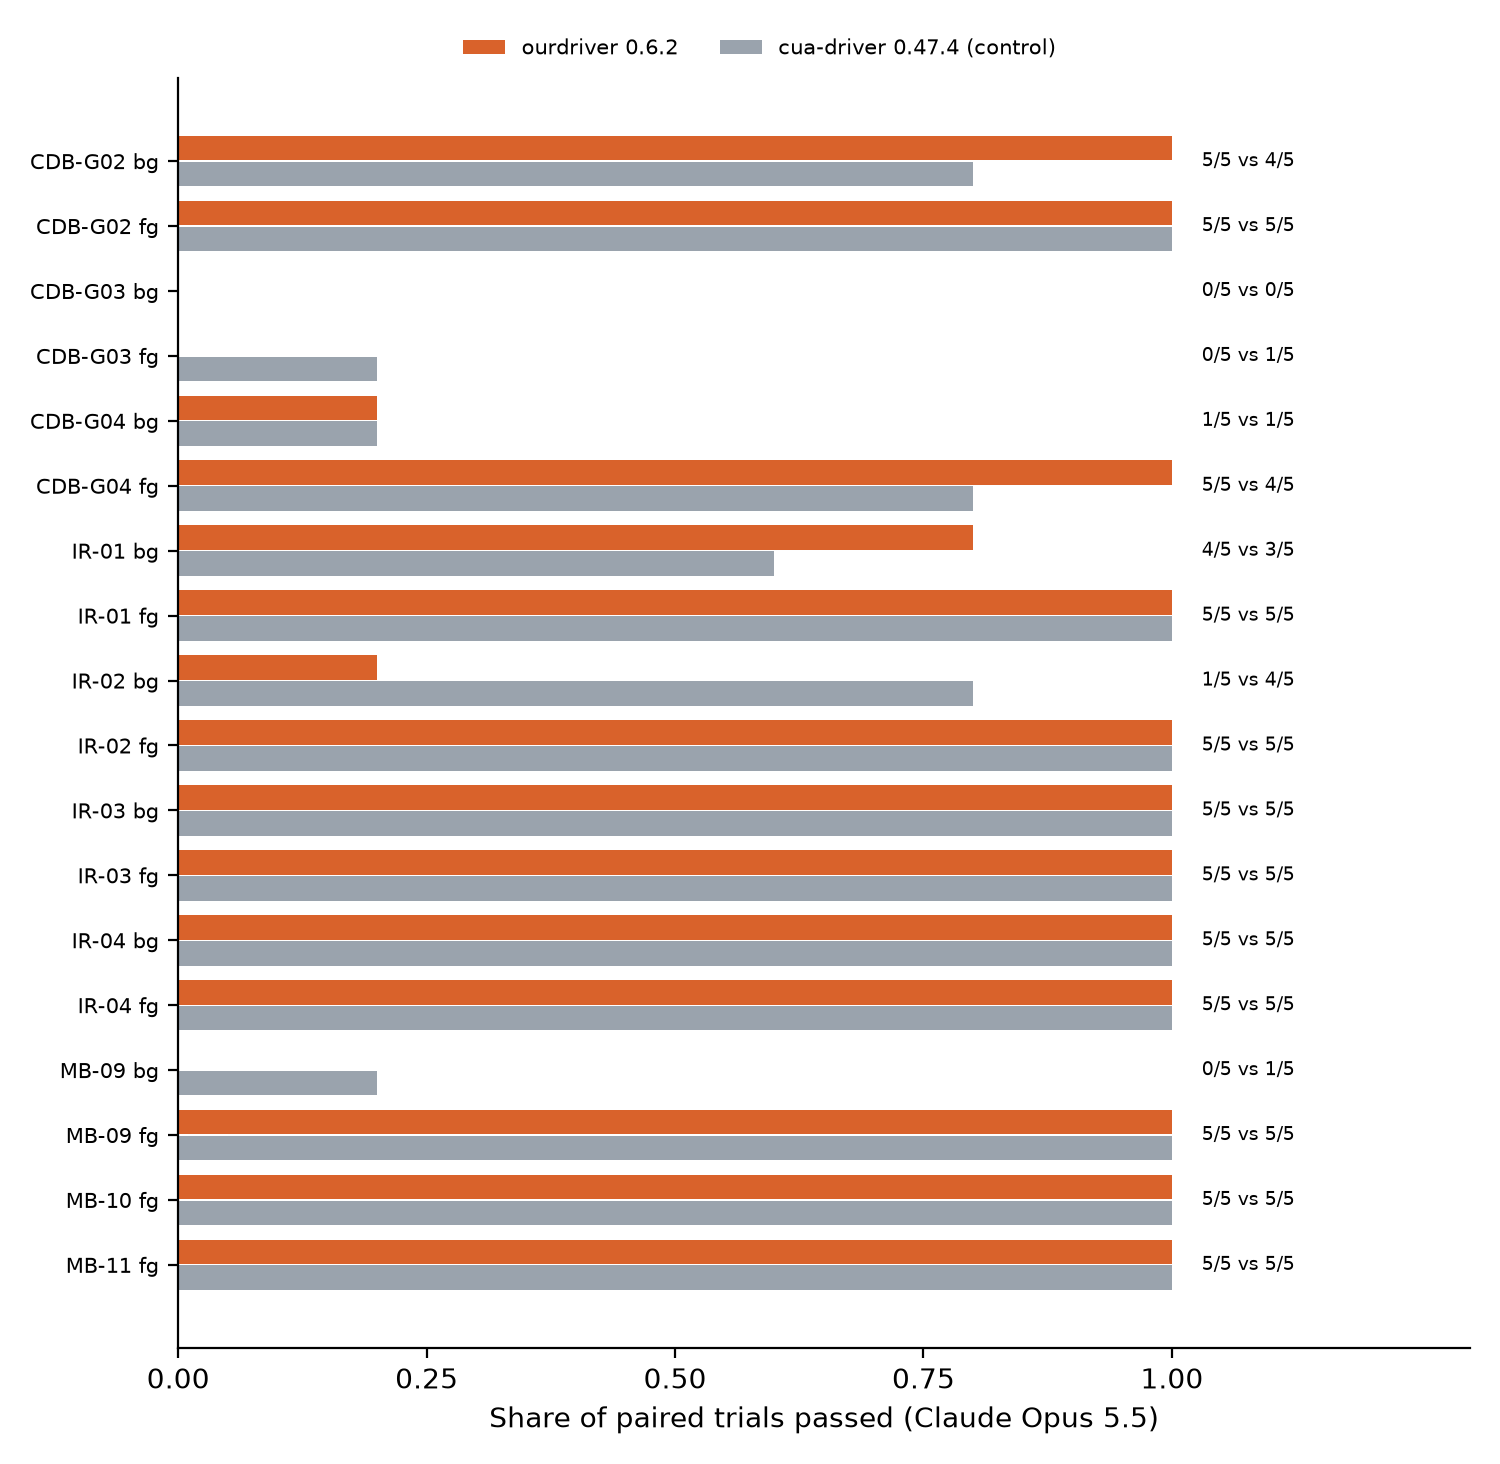 ourdriver 0.6.2 cua-driver 0.47.4 (control)
CDB-G02 bg 5/5 vs 4/5
CDB-G02 fg 5/5 vs 5/5
CDB-G03 bg 0/5 vs 0/5
CDB-G03 fg 0/5 vs 1/5
CDB-G04 bg 1/5 vs 1/5
CDB-G04 fg 5/5 vs 4/5
IR-01 bg 4/5 vs 3/5
IR-01 fg 5/5 vs 5/5
IR-02 bg 1/5 vs 4/5
IR-02 fg 5/5 vs 5/5
IR-03 bg 5/5 vs 5/5
IR-03 fg 5/5 vs 5/5
IR-04 bg 5/5 vs 5/5
IR-04 fg 5/5 vs 5/5
MB-09 bg 0/5 vs 1/5
MB-09 fg 5/5 vs 5/5
MB-10 fg 5/5 vs 5/5
MB-11 fg 5/5 vs 5/5
0.00 0.25 0.50 0.75 1.00
Share of paired trials passed (Claude Opus 5.5)